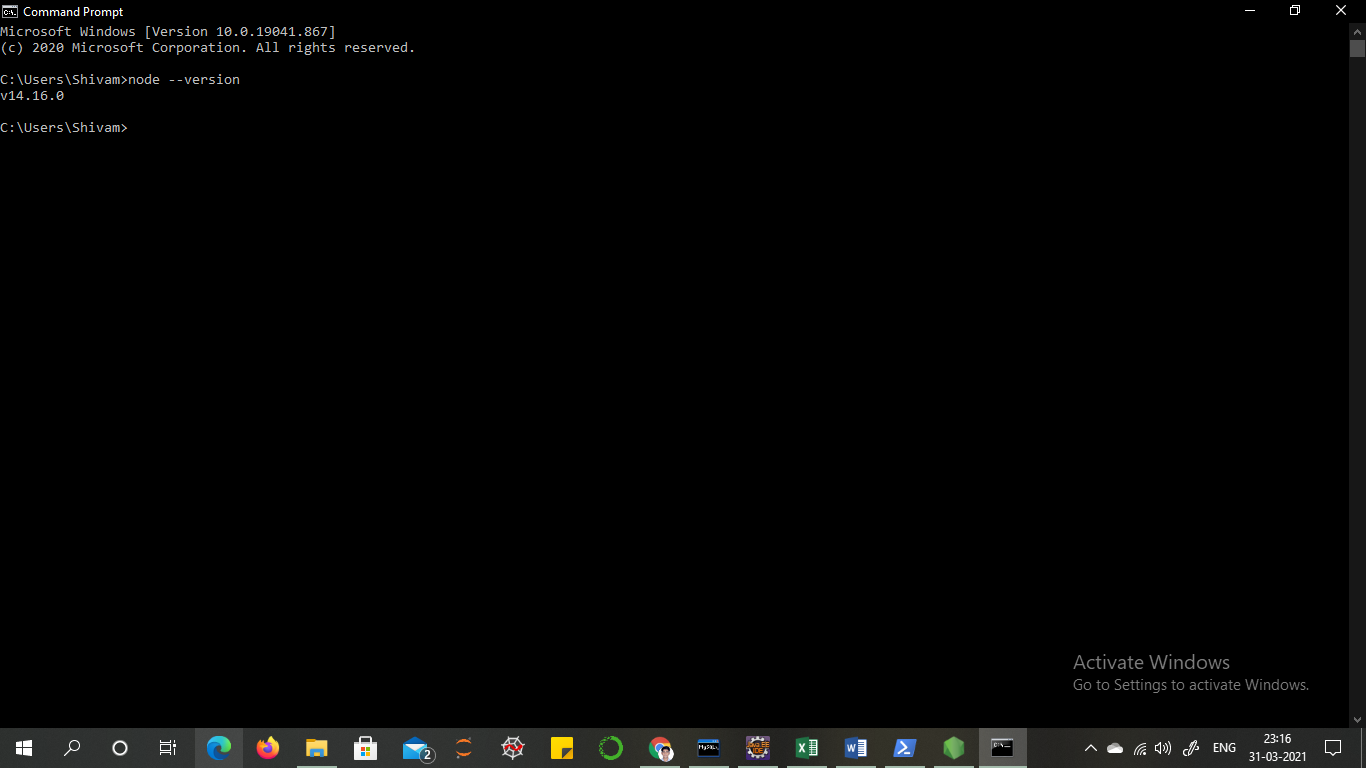 Command Prompt
Microsoft Windows [Version 10.0.19041.867]
(c) 2020 Microsoft Corporation. All rights reserved.
C:\Users\Shivam>node --version
v14.16.0
C:\Users\Shivam>
Activate Windows
Go to Settings to activate Windows.
2
MySQL
ENG
23:16
31-03-2021